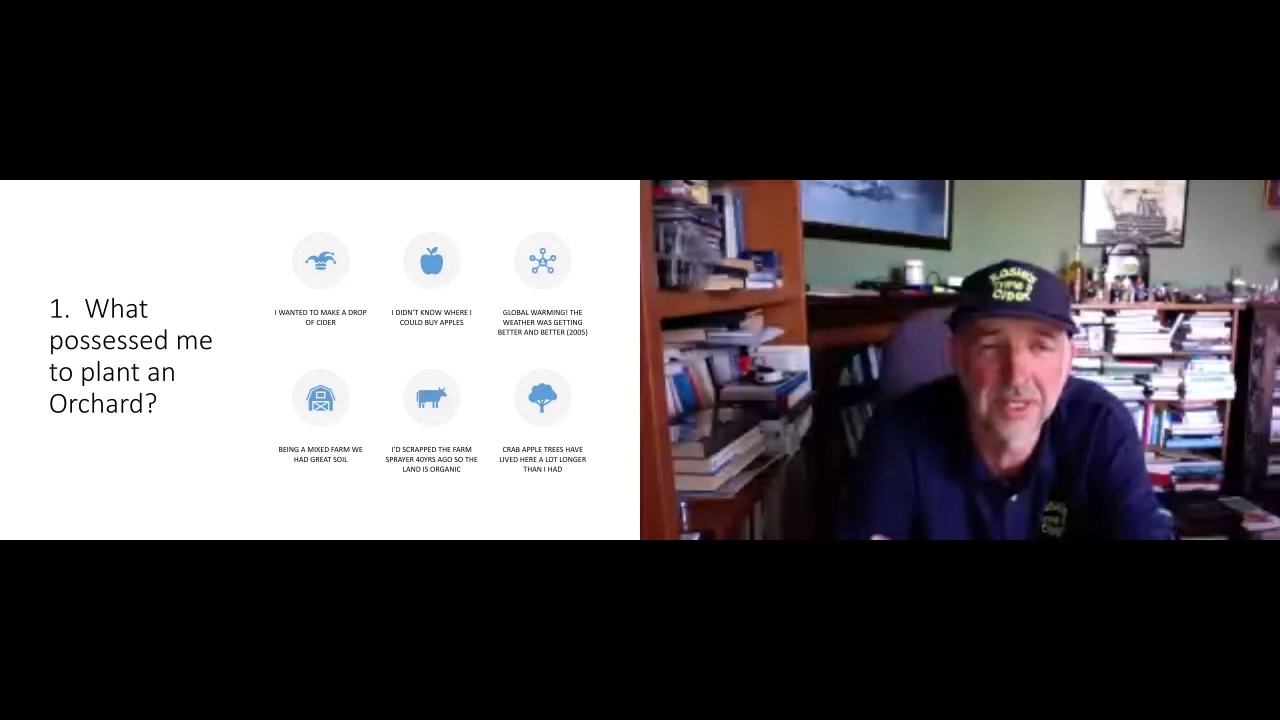 1. What
possessed me
to plant an
Orchard?
I WANTED TO MAKE A DROP
OF CIDER
I DIDN'T KNOW WHERE I
COULD BUY APPLES
GLOBAL WARMING! THE
WEATHER WAS GETTING
BETTER AND BETTER (2005)
BEING A MIXED FARM WE
HAD GREAT SOIL
I'D SCRAPPED THE FARM
SPRAYER 40YRS AGO SO THE
LAND IS ORGANIC
CRAB APPLE TREES HAVE
LIVED HERE A LOT LONGER
THAN I HAD
Cider